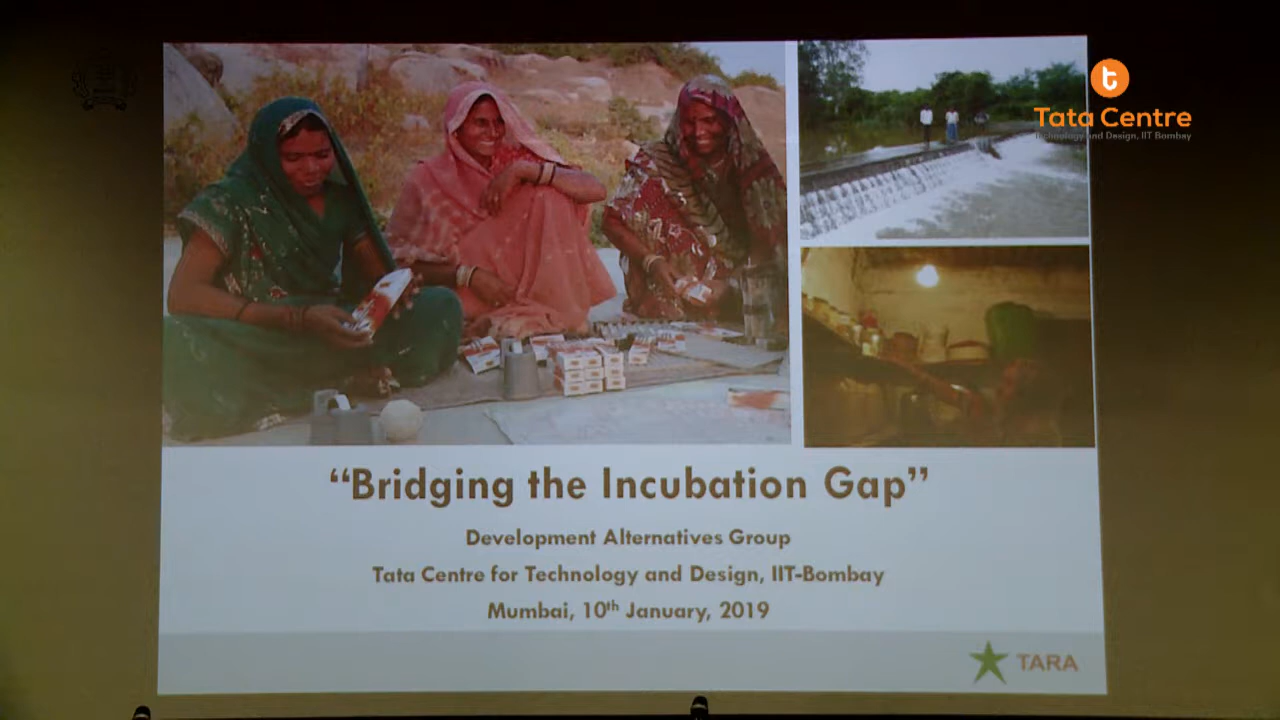 Tata Centre
Technology and Design, IIT Bombay
“Bridging the Incubation Gap”
Development Alternatives Group
Tata Centre for Technology and Design, IIT-Bombay
Mumbai, 10th January, 2019
TARA